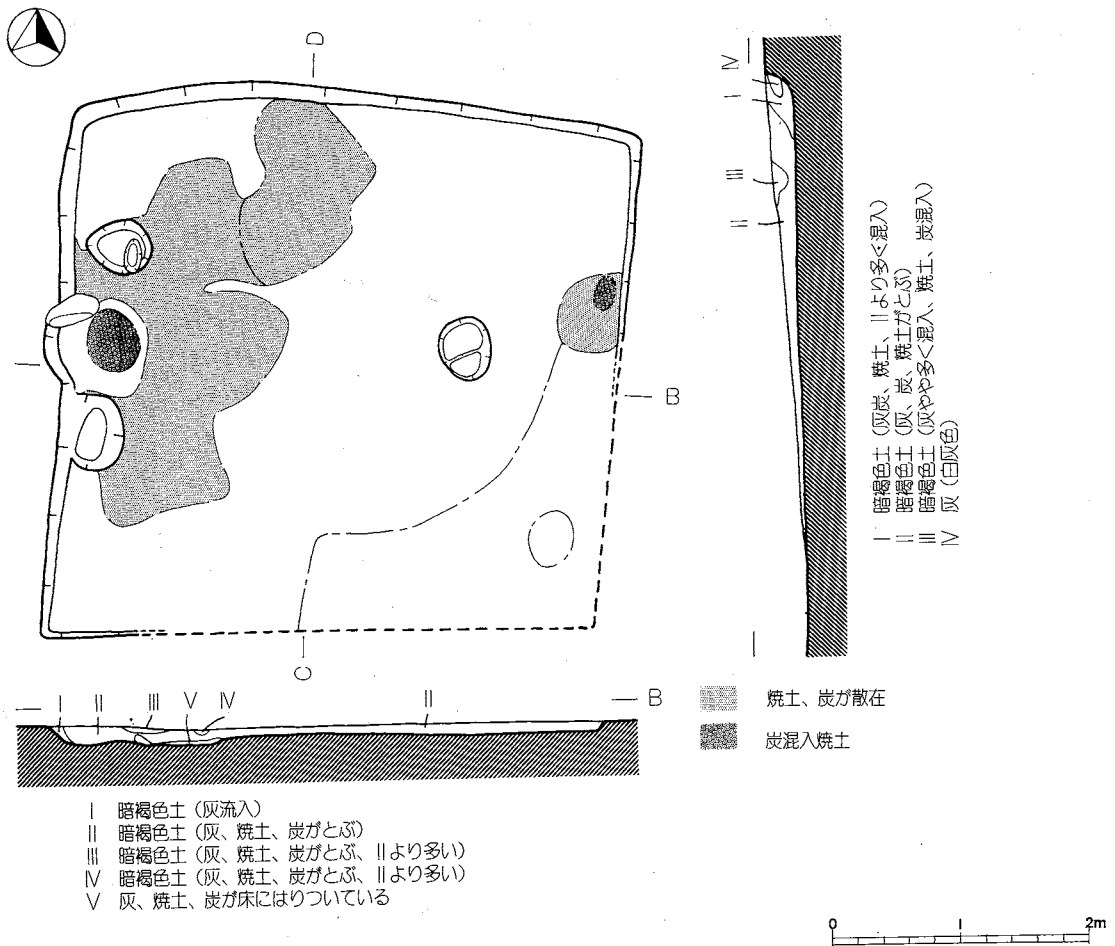 D
B
C
I II III V IV II
B
I 暗褐色土（灰流入）
II 暗褐色土（灰、焼土、炭がとぶ）
III 暗褐色土（灰、焼土、炭がとぶ、IIより多い）
IV 暗褐色土（灰、焼土、炭がとぶ、IIより多い）
V 灰、焼土、炭が床にはりついている
IV
I
III
II
I 暗褐色土（灰炭、焼土、IIより多く混入）
II 暗褐色土（灰、炭、焼土がとぶ）
III 暗褐色土（灰やや多く混入、焼土、炭混入）
IV 灰（白灰色）
焼土、炭が散在
炭混入焼土
0 1 2m